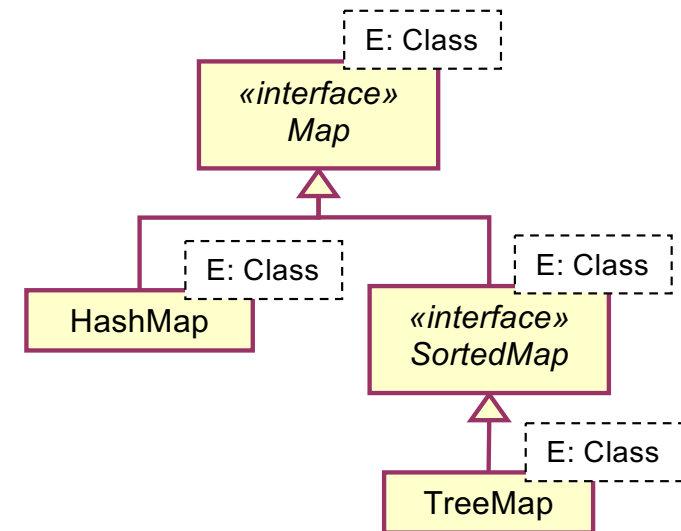 E: Class
«interface»
Map
E: Class
HashMap
E: Class
«interface»
SortedMap
E: Class
TreeMap